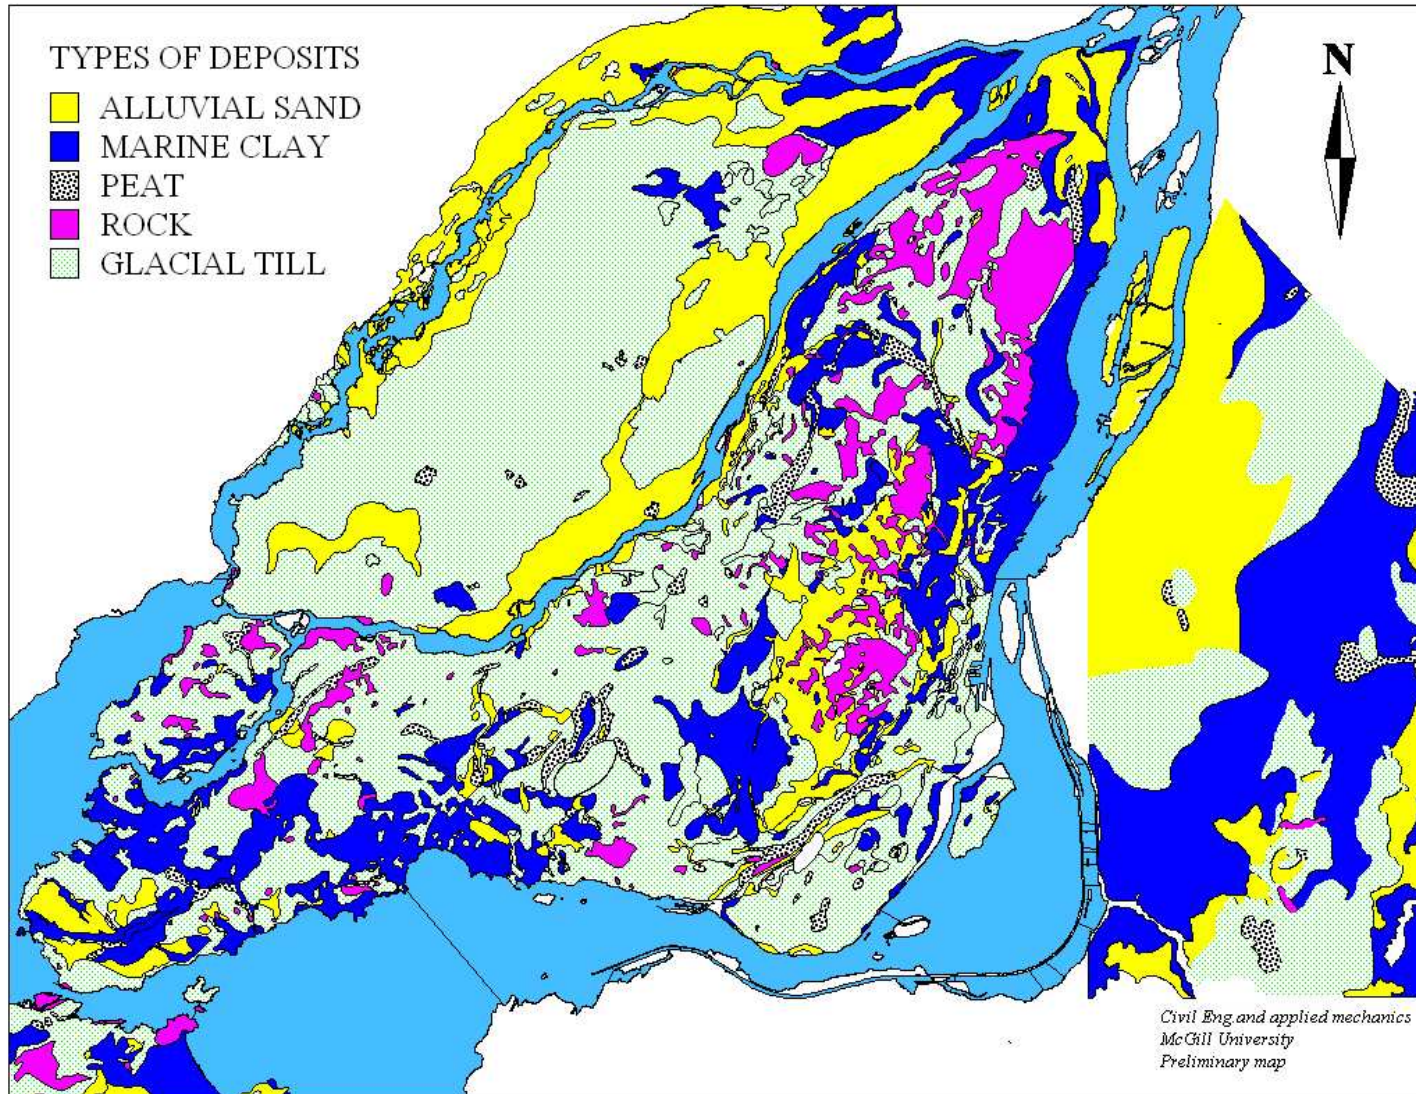 TYPES OF DEPOSITS
ALLUVIAL SAND
MARINE CLAY
PEAT
ROCK
GLACIAL TILL
N
Civil Eng.and applied mechanics
McGill University
Preliminary map